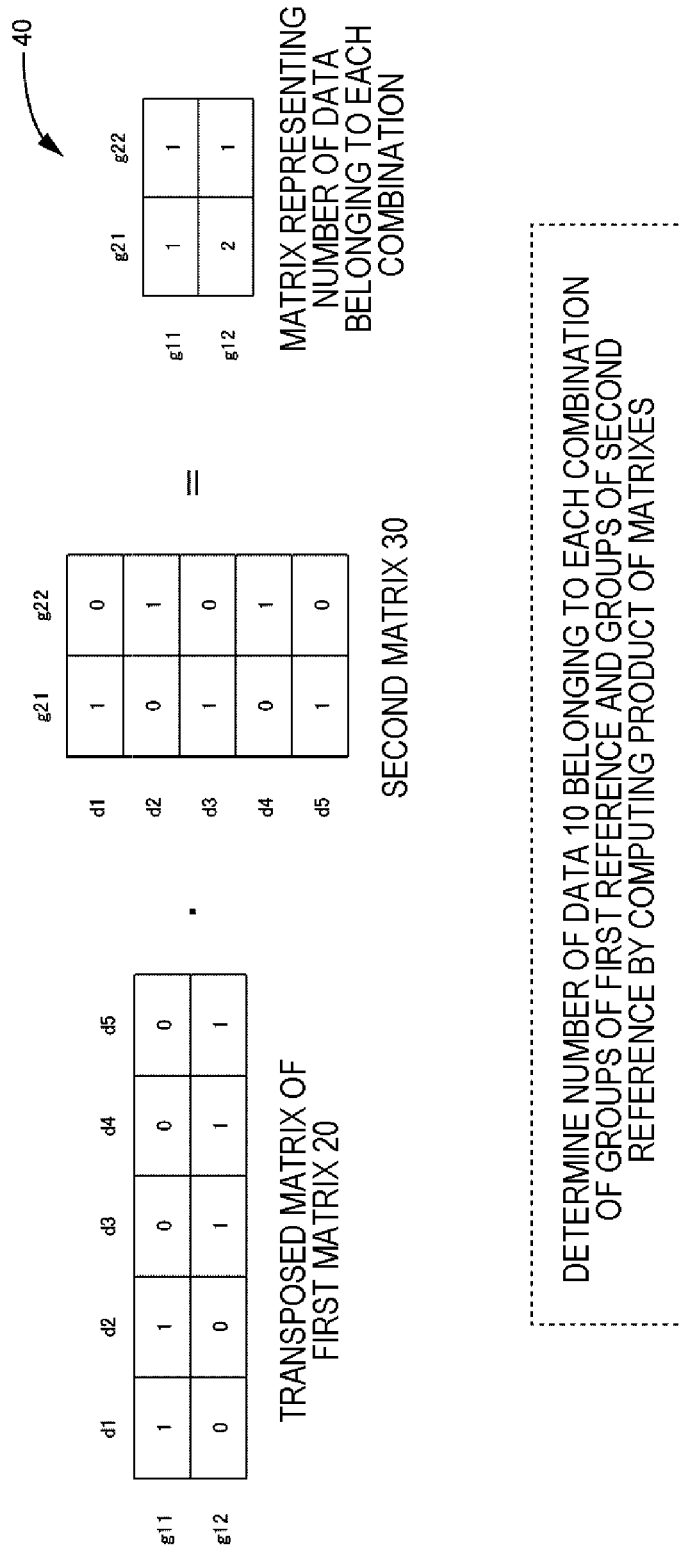 d1 d2 d3 d4 d5
g11 1 1 0 0 0
g12 0 0 1 1 1
TRANSPOSED MATRIX OF
FIRST MATRIX 20
·
g21 g22
d1 1 0
d2 0 1
d3 1 0
d4 0 1
d5 1 0
SECOND MATRIX 30
=
40
g21 g22
g11 1 1
g12 2 1
MATRIX REPRESENTING
NUMBER OF DATA
BELONGING TO EACH
COMBINATION
DETERMINE NUMBER OF DATA 10 BELONGING TO EACH COMBINATION
OF GROUPS OF FIRST REFERENCE AND GROUPS OF SECOND
REFERENCE BY COMPUTING PRODUCT OF MATRIXES